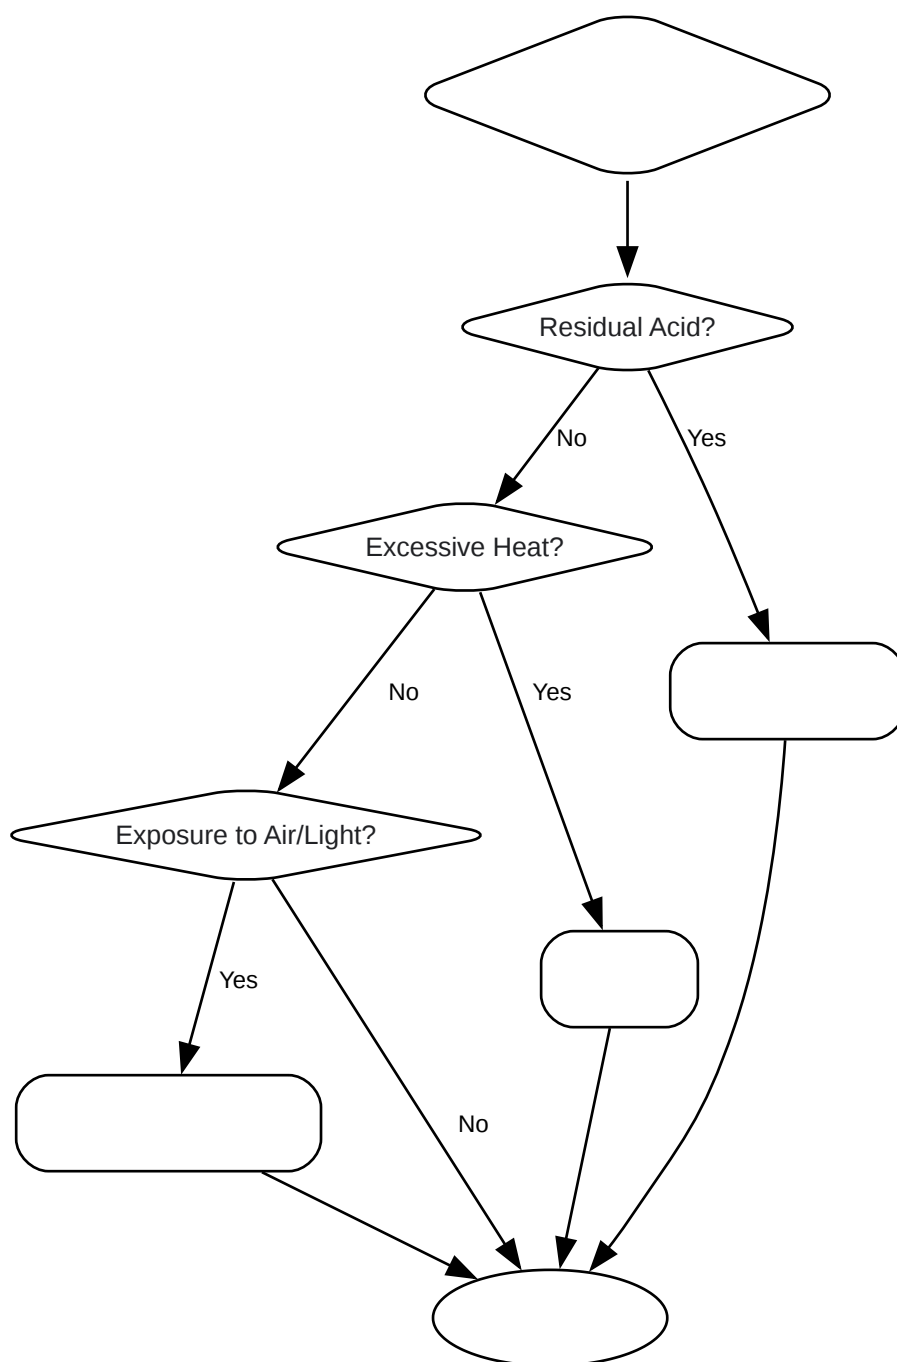 Residual Acid?
No
Yes
Excessive Heat?
No
Yes
Exposure to Air/Light?
Yes
No